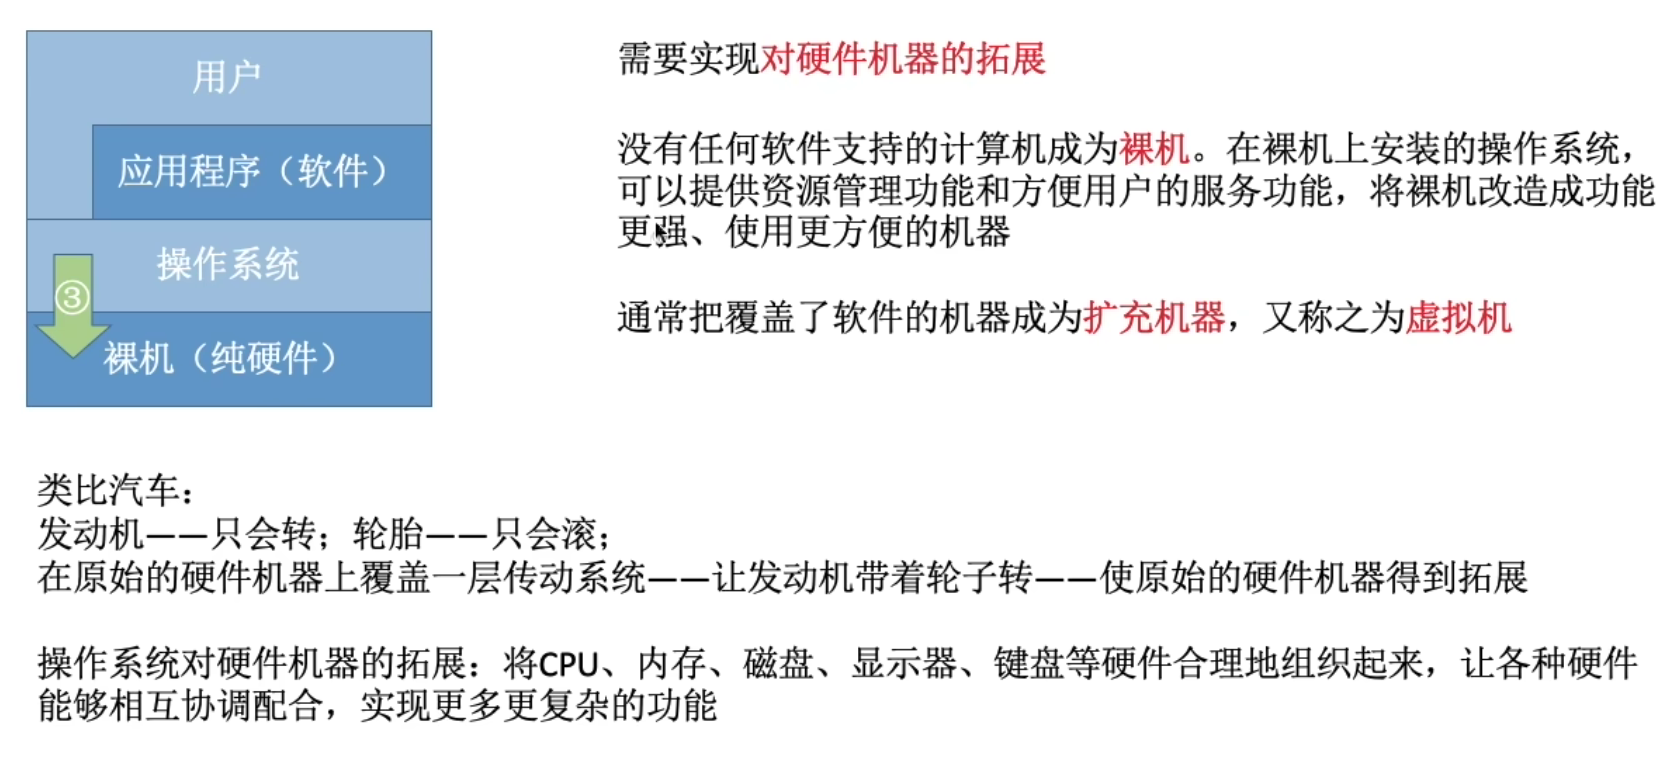 用户
应用程序（软件）
操作系统
③
裸机（纯硬件）
需要实现对硬件机器的拓展
没有任何软件支持的计算机成为裸机。在裸机上安装的操作系统，
可以提供资源管理功能和方便用户的服务功能，将裸机改造成功能
更强、使用更方便的机器
通常把覆盖了软件的机器成为扩充机器，又称之为虚拟机
类比汽车：
发动机——只会转；轮胎——只会滚；
在原始的硬件机器上覆盖一层传动系统——让发动机带着轮子转——使原始的硬件机器得到拓展
操作系统对硬件机器的拓展：将CPU、内存、磁盘、显示器、键盘等硬件合理地组织起来，让各种硬件
能够相互协调配合，实现更多更复杂的功能